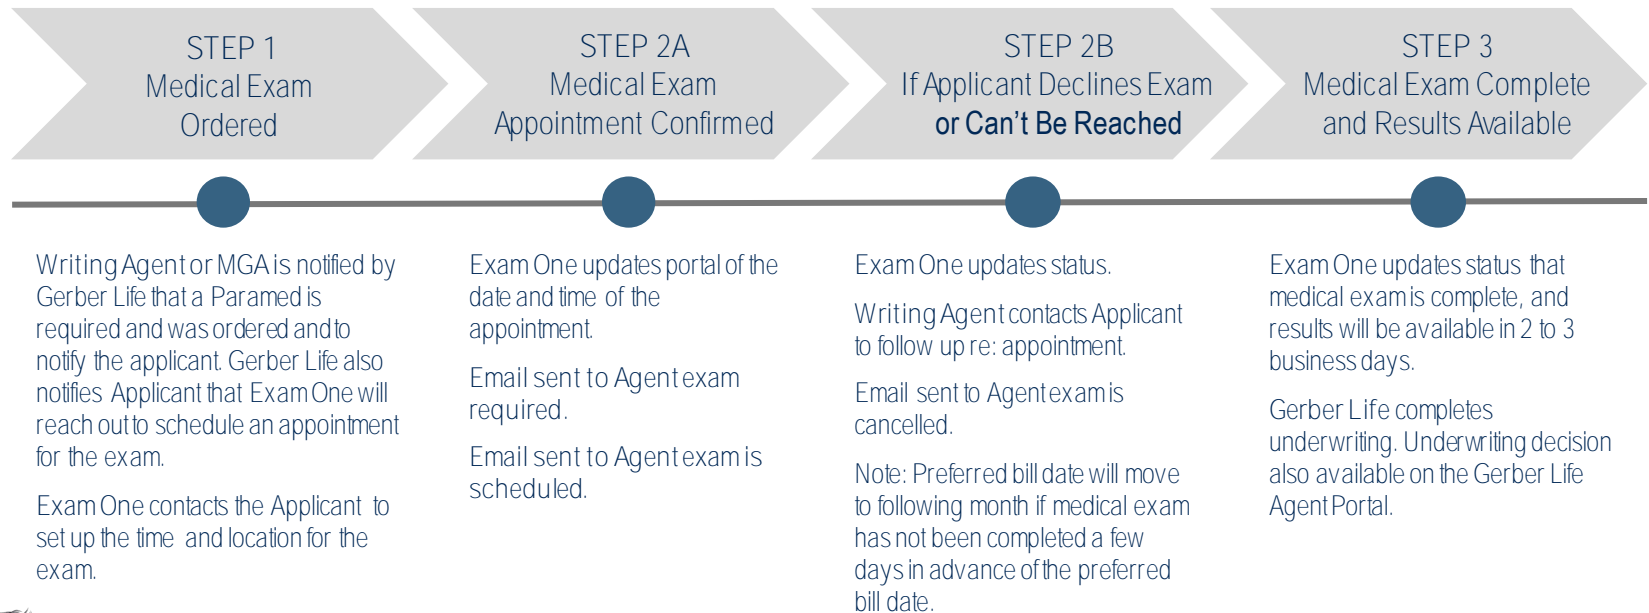 STEP 1
Medical Exam
Ordered
STEP 2A
Medical Exam
Appointment Confirmed
STEP 2B
If Applicant Declines Exam
or Can't Be Reached
STEP 3
Medical Exam Complete
and Results Available
Writing Agent or MGA is notified by
Gerber Life that a Paramed is
required and was ordered and to
notify the applicant. Gerber Life also
notifies Applicant that Exam One will
reach out to schedule an appointment
for the exam.
Exam One contacts the Applicant to
set up the time and location for the
exam.
Exam One updates portal of the
date and time of the
appointment.
Email sent to Agent exam
required.
Email sent to Agent exam is
scheduled.
Exam One updates status.
Writing Agent contacts Applicant
to follow up re: appointment.
Email sent to Agent exam is
cancelled.
Note: Preferred bill date will move
to following month if medical exam
has not been completed a few
days in advance of the preferred
bill date.
Exam One updates status that
medical exam is complete, and
results will be available in 2 to 3
business days.
Gerber Life completes
underwriting. Underwriting decision
also available on the Gerber Life
Agent Portal.